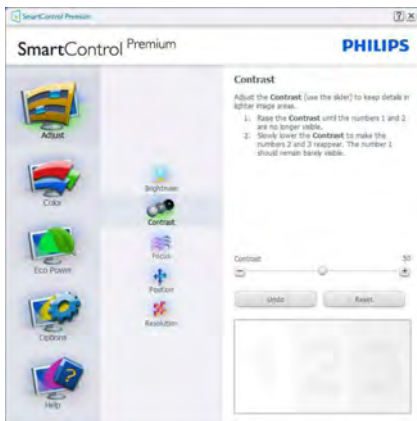 SmartControl Premium
SmartControl Premium
PHILIPS
Adjust
Color
Eco Power
Options
Help
Brightness
Contrast
Focus
Position
Resolution
Contrast
Adjust the Contrast (use the slider) to keep details in
lighter image areas.
1. Raise the Contrast until the numbers 1 and 2
are no longer visible.
2. Slowly lower the Contrast to make the
numbers 2 and 3 reappear. The number 1
should remain barely visible.
Contrast 50
Undo Reset
1 2 3